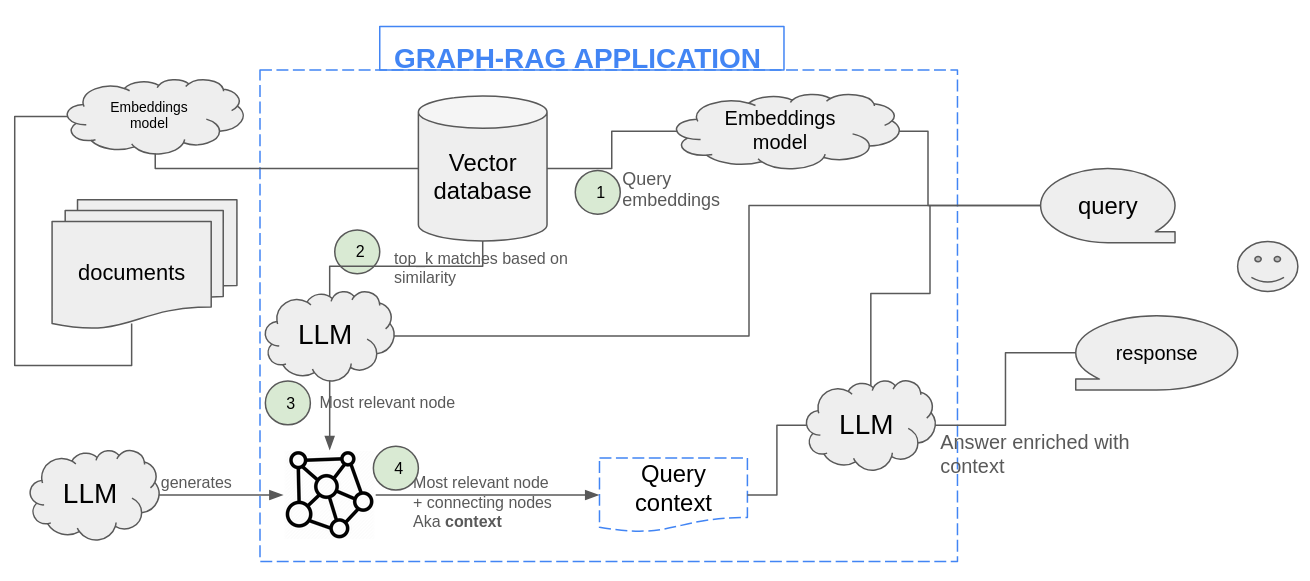 GRAPH-RAG APPLICATION
Embeddings
model
Vector
database
Embeddings
model
1
Query
embeddings
query
documents
2
top_k matches based on
similarity
LLM
response
3
Most relevant node
LLM
Answer enriched with
context
LLM
generates
4
Most relevant node
+ connecting nodes
Aka context
Query
context